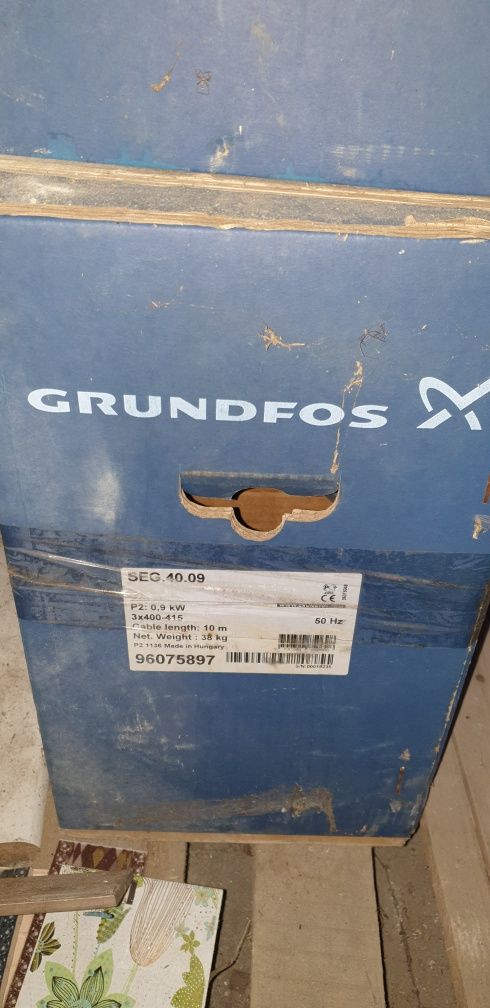 GRUNDFOS
SEG.40.09
P2: 0,9 kW
3x400-415 50 Hz
Cable length: 10 m
Net. Weight : 38 kg
P2 1136 Made in Hungary
96075897